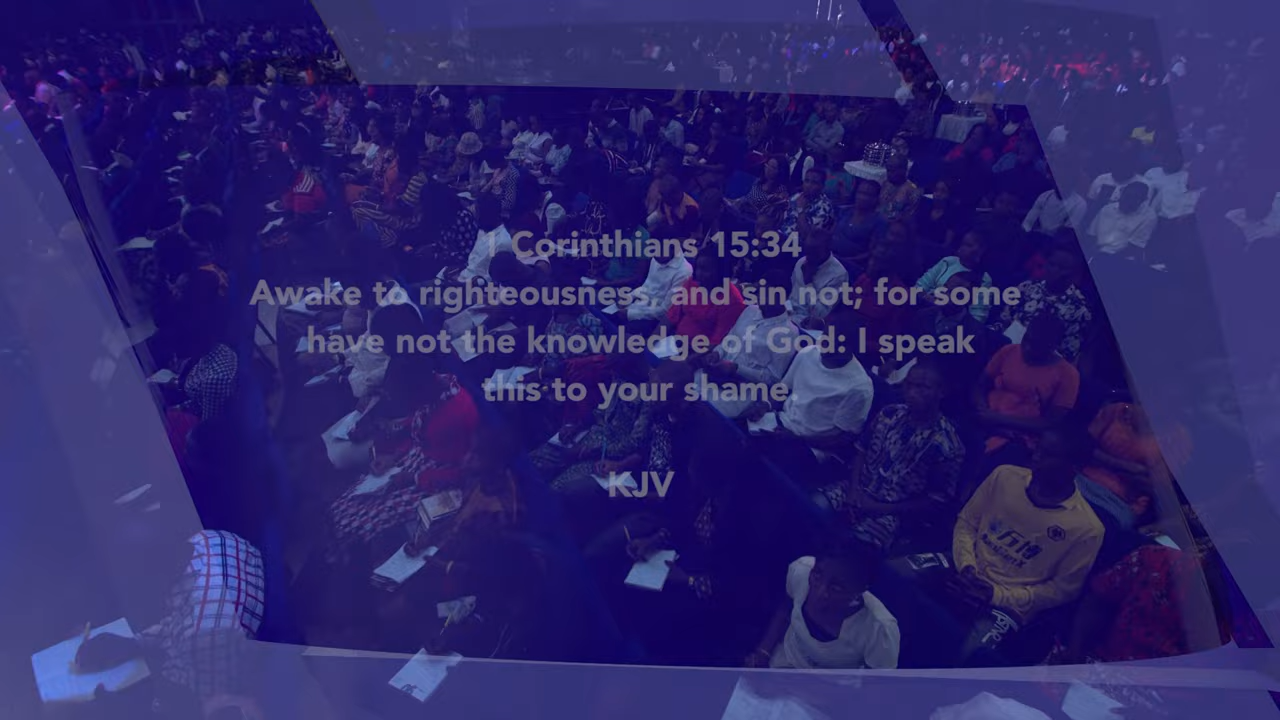 Corinthians 15:34
Awake to righteousness, and sin not; for some
have not the knowledge of God: I speak
this to your shame.
KJV